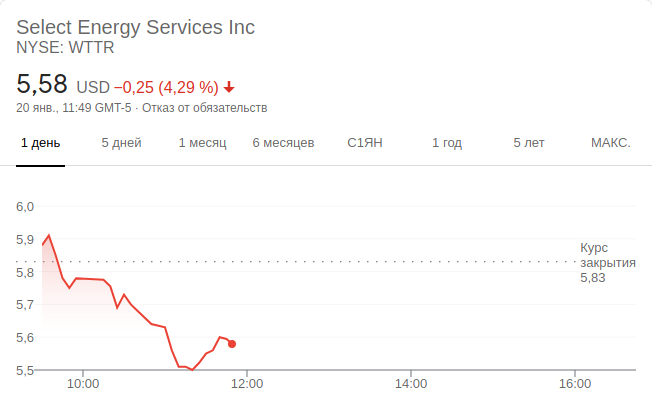 Select Energy Services Inc
NYSE: WTTR
5,58 USD −0,25 (4,29 %)
20 янв., 11:49 GMT-5 · Отказ от обязательств
1 день 5 дней 1 месяц 6 месяцев С1ЯН 1 год 5 лет МАКС.
6,0
5,9
Курс
закрытия
5,83
5,8
5,7
5,6
5,5
10:00 12:00 14:00 16:00